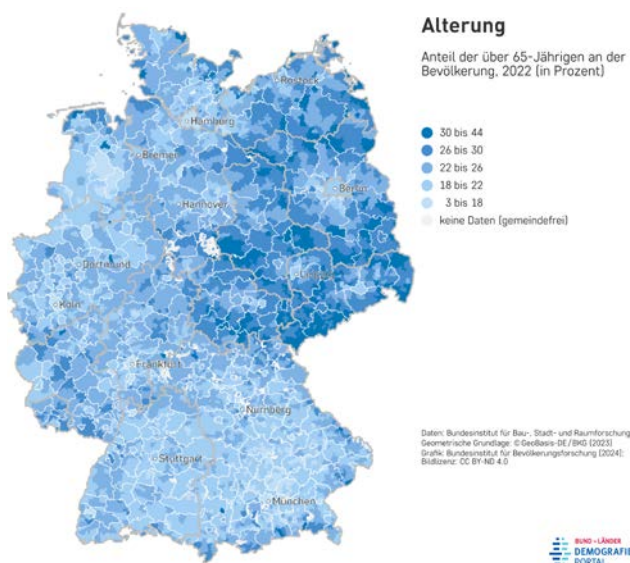 Alterung
Anteil der über 65-Jährigen an der
Bevölkerung, 2022 (in Prozent)
30 bis 44
26 bis 30
22 bis 26
18 bis 22
3 bis 18
keine Daten (gemeindefrei)
Rostock
Hamburg
Bremen
Berlin
Hannover
Dortmund
Leipzig
Köln
Frankfurt
Nürnberg
Stuttgart
München
Daten: Bundesinstitut für Bau-, Stadt- und Raumforschung
Geometrische Grundlage: © GeoBasis-DE / BKG (2023)
Grafik: Bundesinstitut für Bevölkerungsforschung (2024);
Bildlizenz: CC BY-ND 4.0
BUND-LÄNDER
DEMOGRAFIE
PORTAL